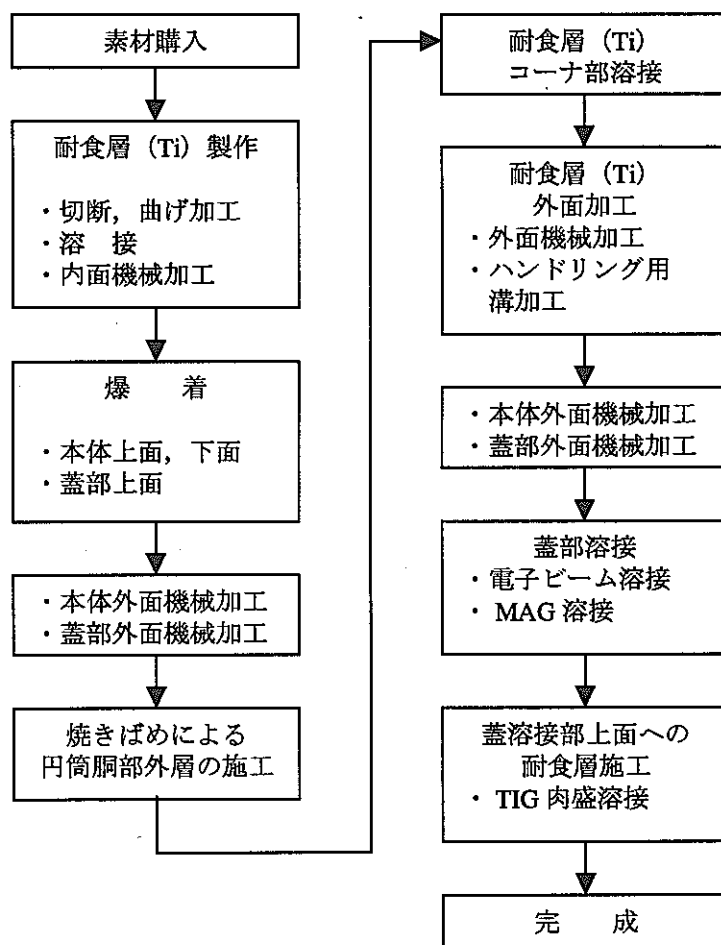 素材購入
耐食層（Ti）製作
・切断，曲げ加工
・溶　接
・内面機械加工
爆　　着
・本体上面，下面
・蓋部上面
・本体外面機械加工
・蓋部外面機械加工
焼きばめによる
円筒胴部外層の施工
耐食層（Ti）
コーナ部溶接
耐食層（Ti）
外面加工
・外面機械加工
・ハンドリング用
溝加工
・本体外面機械加工
・蓋部外面機械加工
蓋部溶接
・電子ビーム溶接
・MAG 溶接
蓋溶接部上面への
耐食層施工
・TIG 肉盛溶接
完　　成